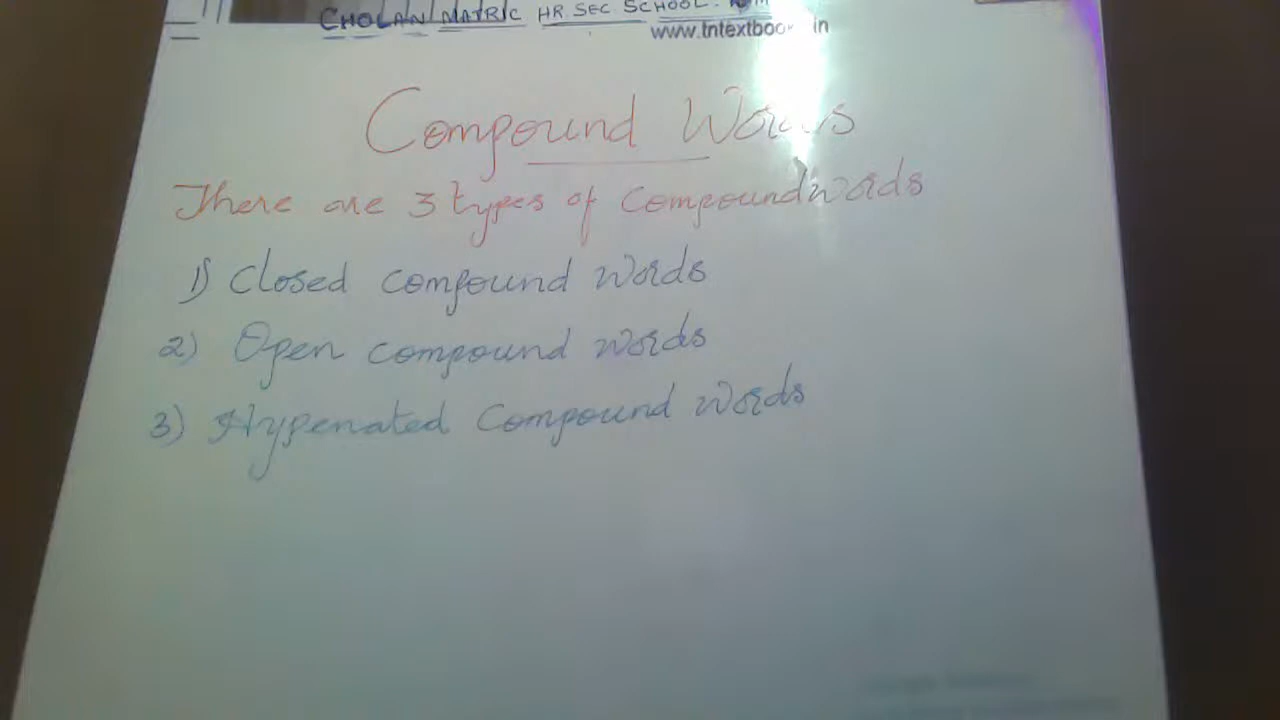 CHOLAN MATRIC HR.SEC SCHOOL.
Compound Words
There are 3 types of Compoundwords
1) Closed compound words
2) Open compound words
3) Hypenated Compound words